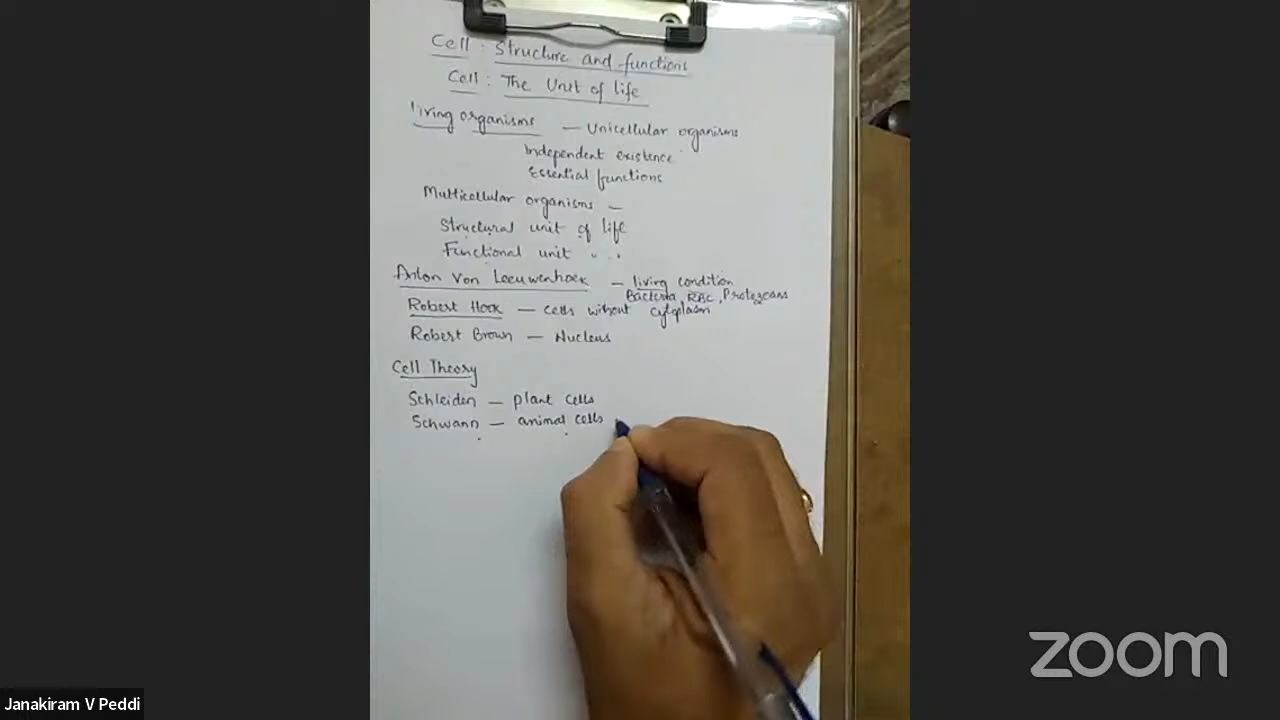 Cell : Structure and functions
Cell : The Unit of life
Living organisms — Unicellular organisms
Independent existence
Essential functions
Multicellular organisms —
Structural unit of life
Functional unit " "
Anton Von Leeuwenhoek — living condition
Bacteria, RBC, Protozoans
Robert Hook — cells without cytoplasm
Robert Brown — Nucleus
Cell Theory
Schleiden — plant cells
Schwann — animal cells
zoom
Janakiram V Peddi